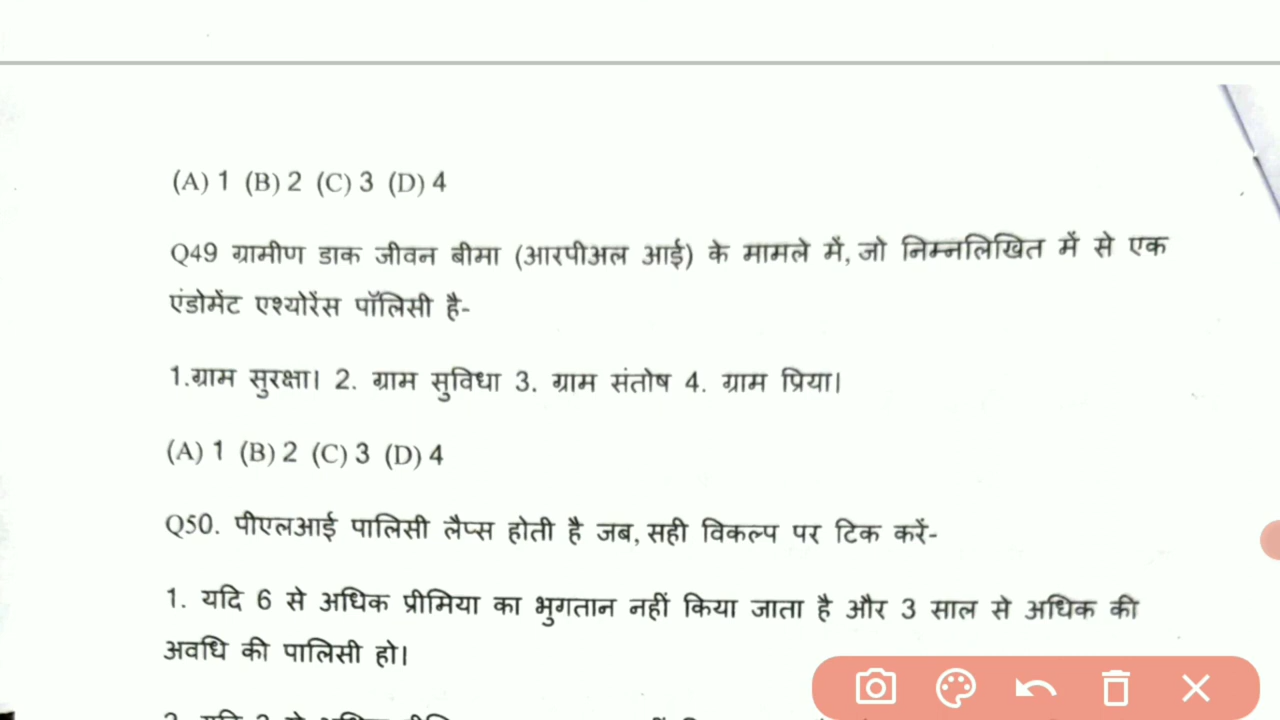 (A) 1 (B) 2 (C) 3 (D) 4
Q49 ग्रामीण डाक जीवन बीमा (आरपीअल आई) के मामले में, जो निम्नलिखित में से एक
एंडोमेंट एश्योरेंस पॉलिसी है-
1.ग्राम सुरक्षा। 2. ग्राम सुविधा 3. ग्राम संतोष 4. ग्राम प्रिया।
(A) 1 (B) 2 (C) 3 (D) 4
Q50. पीएलआई पालिसी लैप्स होती है जब, सही विकल्प पर टिक करें-
1. यदि 6 से अधिक प्रीमिया का भुगतान नहीं किया जाता है और 3 साल से अधिक की
अवधि की पालिसी हो।